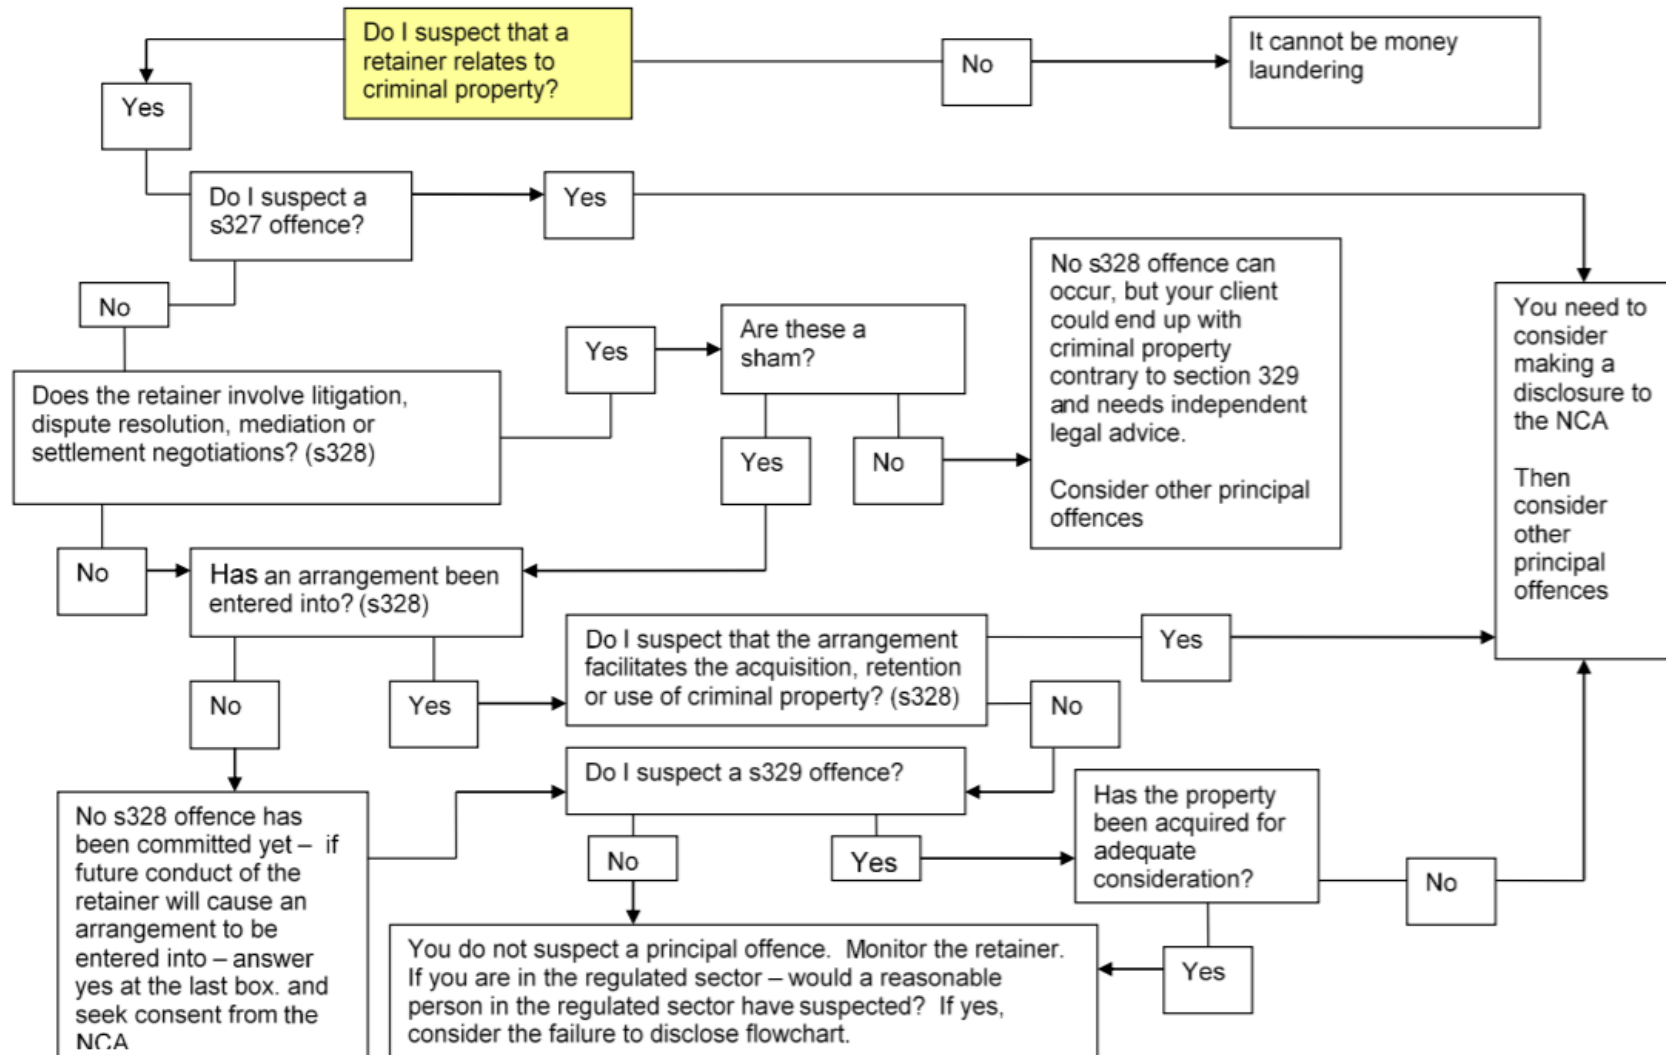 Do I suspect that a
retainer relates to
criminal property?
No
It cannot be money
laundering
Yes
Do I suspect a
s327 offence?
Yes
No
Does the retainer involve litigation,
dispute resolution, mediation or
settlement negotiations? (s328)
Yes
Are these a
sham?
Yes
No
No s328 offence can
occur, but your client
could end up with
criminal property
contrary to section 329
and needs independent
legal advice.
Consider other principal
offences
You need to
consider
making a
disclosure to
the NCA
Then
consider
other
principal
offences
No
Has an arrangement been
entered into? (s328)
No
Yes
Do I suspect that the arrangement
facilitates the acquisition, retention
or use of criminal property? (s328)
Yes
No
No s328 offence has
been committed yet – if
future conduct of the
retainer will cause an
arrangement to be
entered into – answer
yes at the last box. and
seek consent from the
NCA
Do I suspect a s329 offence?
No
Yes
Has the property
been acquired for
adequate
consideration?
No
Yes
You do not suspect a principal offence. Monitor the retainer.
If you are in the regulated sector – would a reasonable
person in the regulated sector have suspected? If yes,
consider the failure to disclose flowchart.